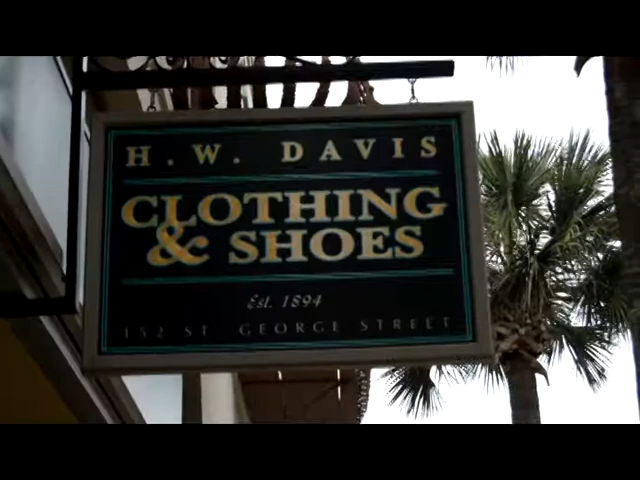 H. W. DAVIS
CLOTHING
& SHOES
Est. 1894
152 ST. GEORGE STREET